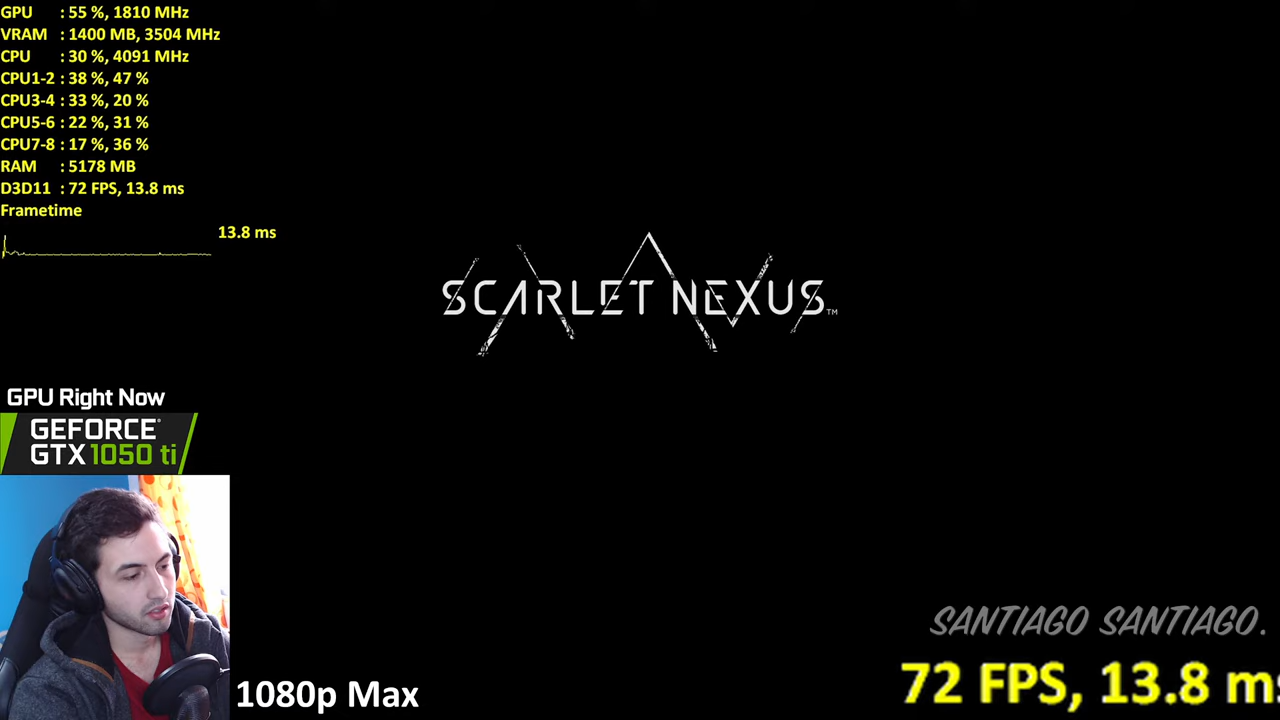 GPU : 55 %, 1810 MHz
VRAM : 1400 MB, 3504 MHz
CPU : 30 %, 4091 MHz
CPU1-2 : 38 %, 47 %
CPU3-4 : 33 %, 20 %
CPU5-6 : 22 %, 31 %
CPU7-8 : 17 %, 36 %
RAM : 5178 MB
D3D11 : 72 FPS, 13.8 ms
Frametime
13.8 ms
SCARLET NEXUS™
GPU Right Now
GEFORCE®
GTX 1050 ti
SANTIAGO SANTIAGO.
72 FPS, 13.8 ms
1080p Max